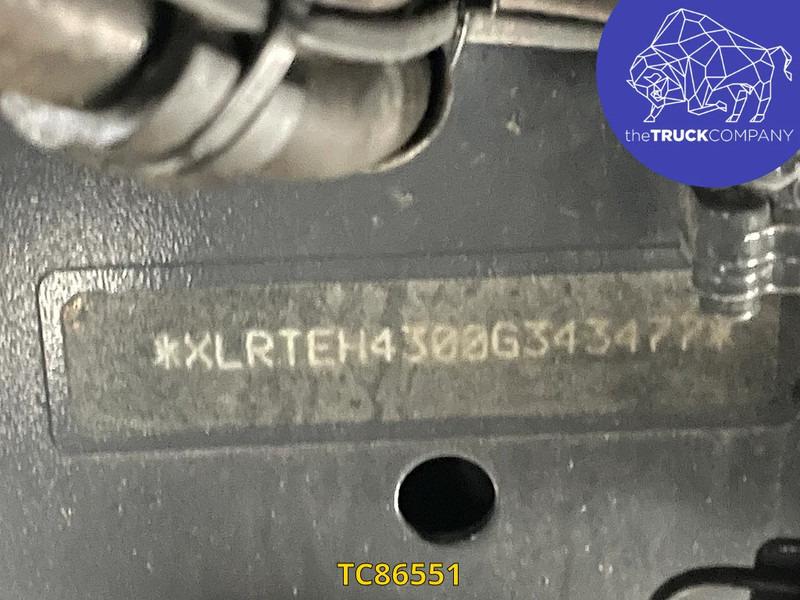 theTRUCKCOMPANY
*XLRTEH4300G343477*
TC86551